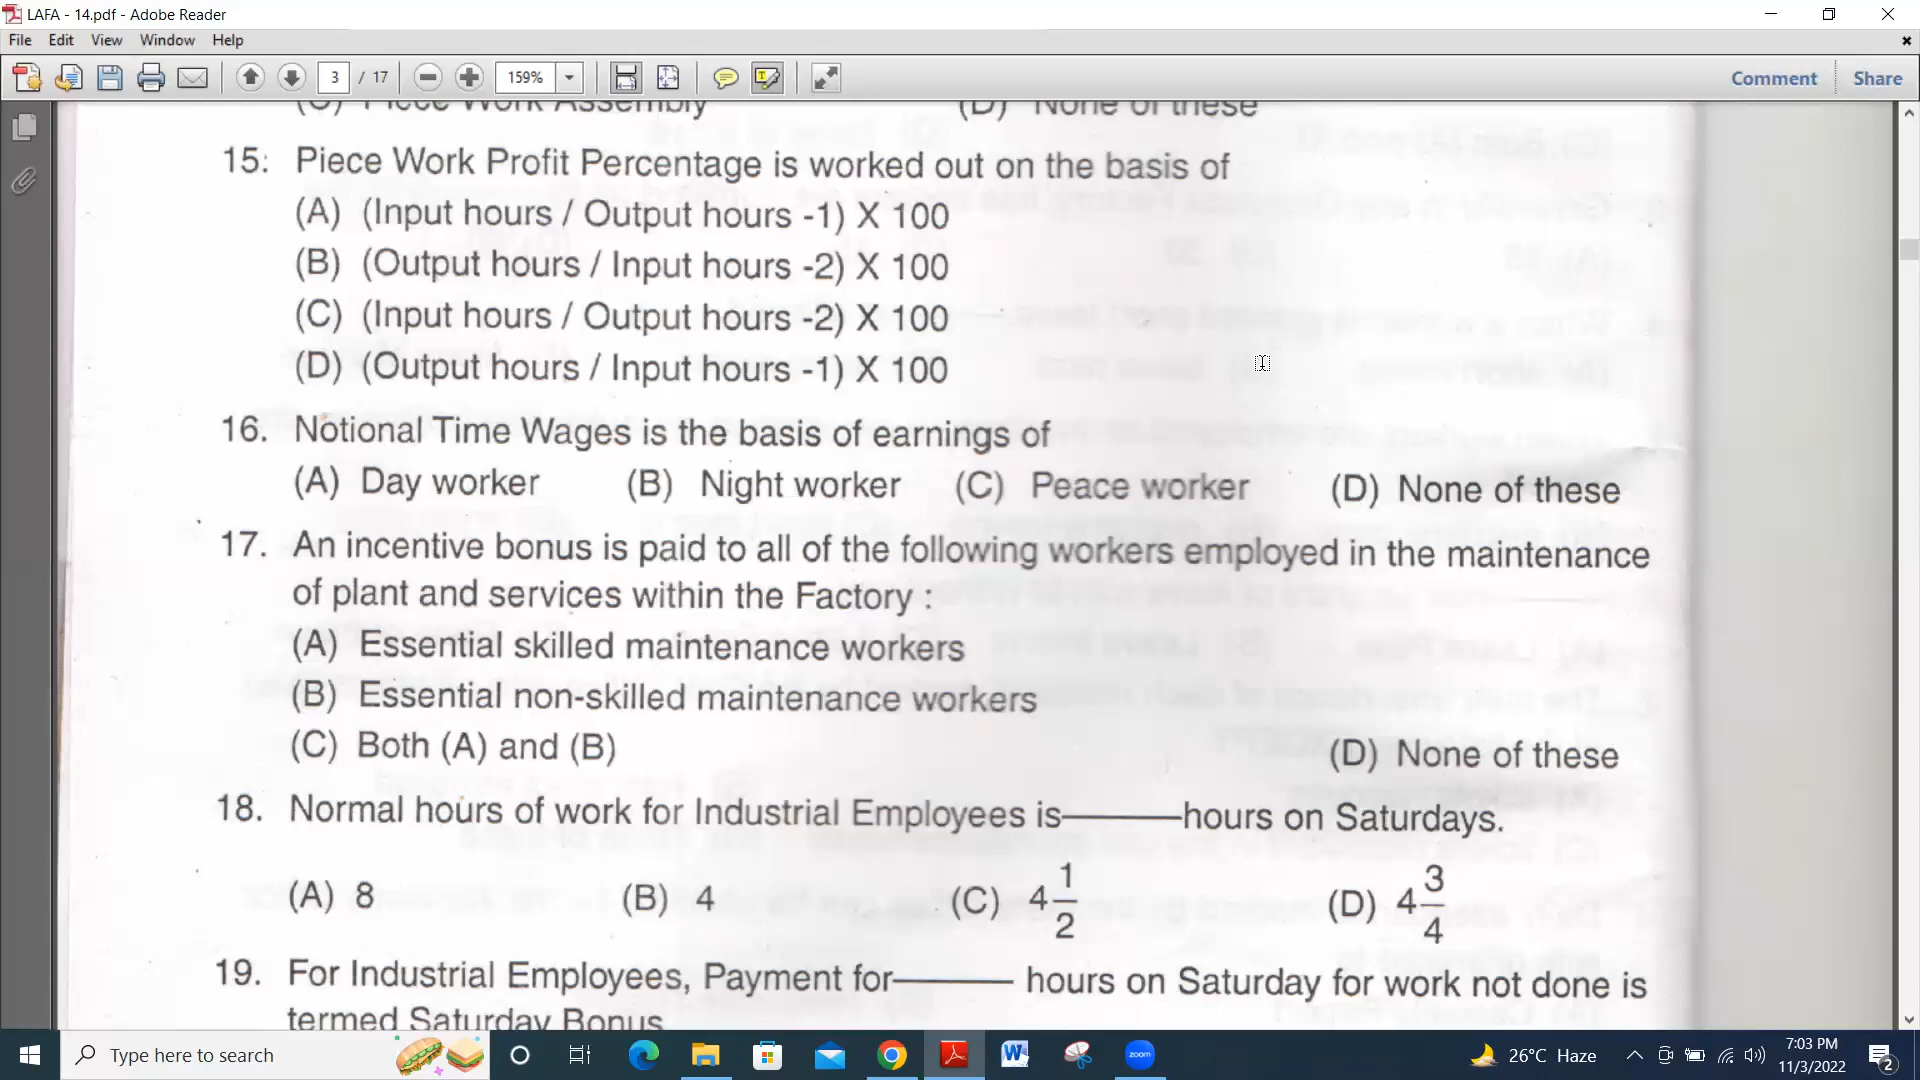 LAFA - 14.pdf - Adobe Reader
File Edit View Window Help
3 / 17 159% Comment Share
(C) Piece Work Assembly (D) None of these
15: Piece Work Profit Percentage is worked out on the basis of
(A) (Input hours / Output hours -1) X 100
(B) (Output hours / Input hours -2) X 100
(C) (Input hours / Output hours -2) X 100
(D) (Output hours / Input hours -1) X 100
16. Notional Time Wages is the basis of earnings of
(A) Day worker (B) Night worker (C) Peace worker (D) None of these
17. An incentive bonus is paid to all of the following workers employed in the maintenance
of plant and services within the Factory :
(A) Essential skilled maintenance workers
(B) Essential non-skilled maintenance workers
(C) Both (A) and (B) (D) None of these
18. Normal hours of work for Industrial Employees is———hours on Saturdays.
(A) 8 (B) 4 (C) 4 1/2 (D) 4 3/4
19. For Industrial Employees, Payment for——— hours on Saturday for work not done is
termed Saturday Bonus
Type here to search zoom 26°C Haze 7:03 PM
11/3/2022 2